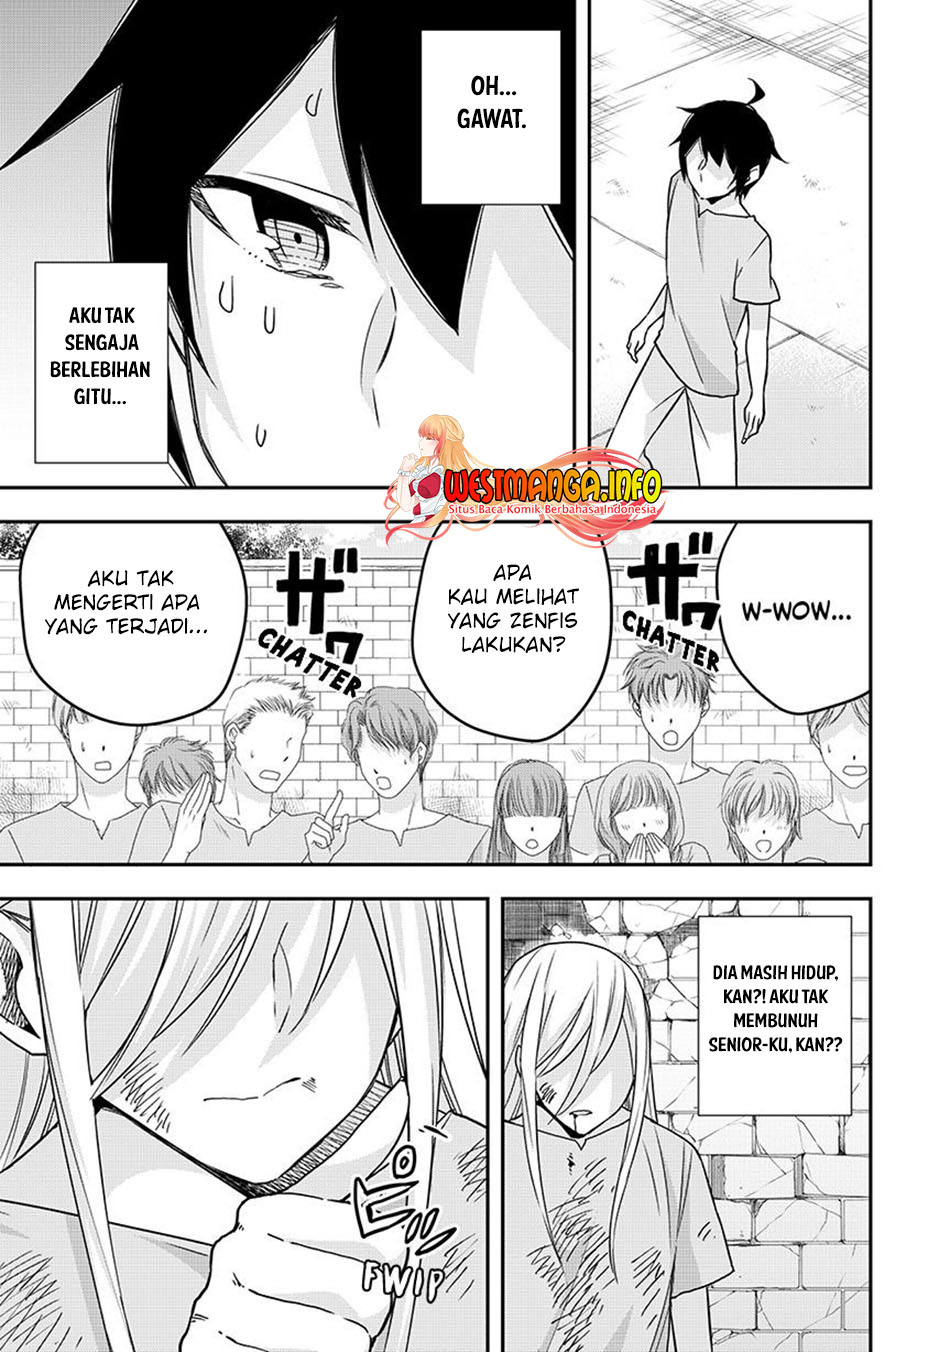 OH...
GAWAT.
AKU TAK
SENGAJA
BERLEBIHAN
GITU...
WESTMANGA.INFO
Situs Baca Komik Berbahasa Indonesia
W-WOW...
ザワ
CHATTER
APA
KAU MELIHAT
YANG ZENFIS
LAKUKAN?
ザワ
CHATTER
AKU TAK
MENGERTI APA
YANG TERJADI...
DIA MASIH HIDUP,
KAN?! AKU TAK
MEMBUNUH
SENIOR-KU, KAN??
FWIP